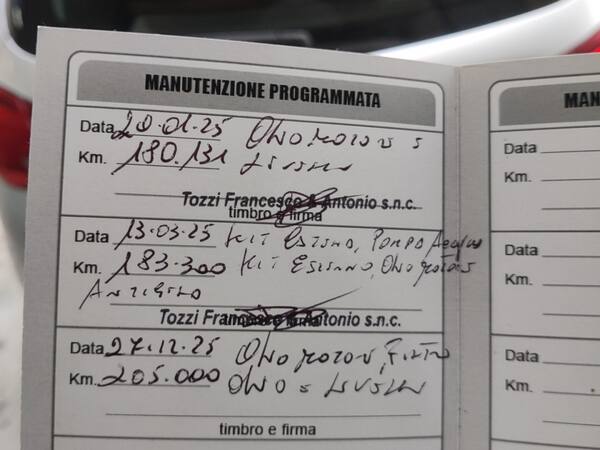 MANUTENZIONE PROGRAMMATA
Data 20.01.25 OLIO MOTORE E
Km. 180.131 LIVELLI
Tozzi Francesco & Antonio s.n.c.
timbro e firma
Data 13.03.25 KIT ESTERNO, POMPA ACQUA
Km. 183.300 KIT ESTERNO, OLIO MOTORE
ANTIGELO
Tozzi Francesco & Antonio s.n.c.
Data 27.12.25 OLIO MOTORE, FILTRO
Km. 205.000 OLIO E LIVELLI
timbro e firma
MAN
Data
Km.
Data
Km.
Data
Km.